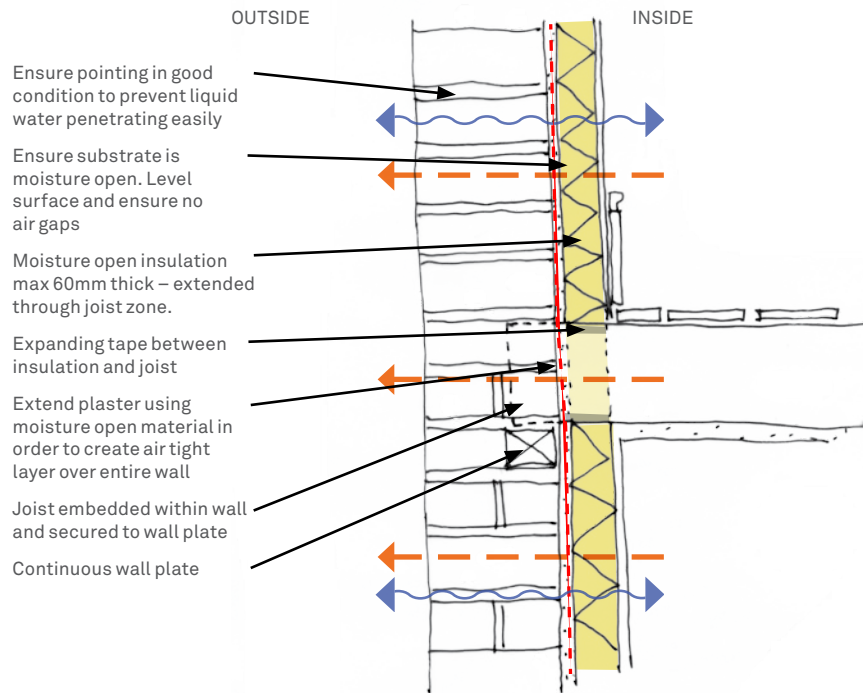 OUTSIDE
INSIDE
Ensure pointing in good
condition to prevent liquid
water penetrating easily
Ensure substrate is
moisture open. Level
surface and ensure no
air gaps
Moisture open insulation
max 60mm thick – extended
through joist zone.
Expanding tape between
insulation and joist
Extend plaster using
moisture open material in
order to create air tight
layer over entire wall
Joist embedded within wall
and secured to wall plate
Continuous wall plate